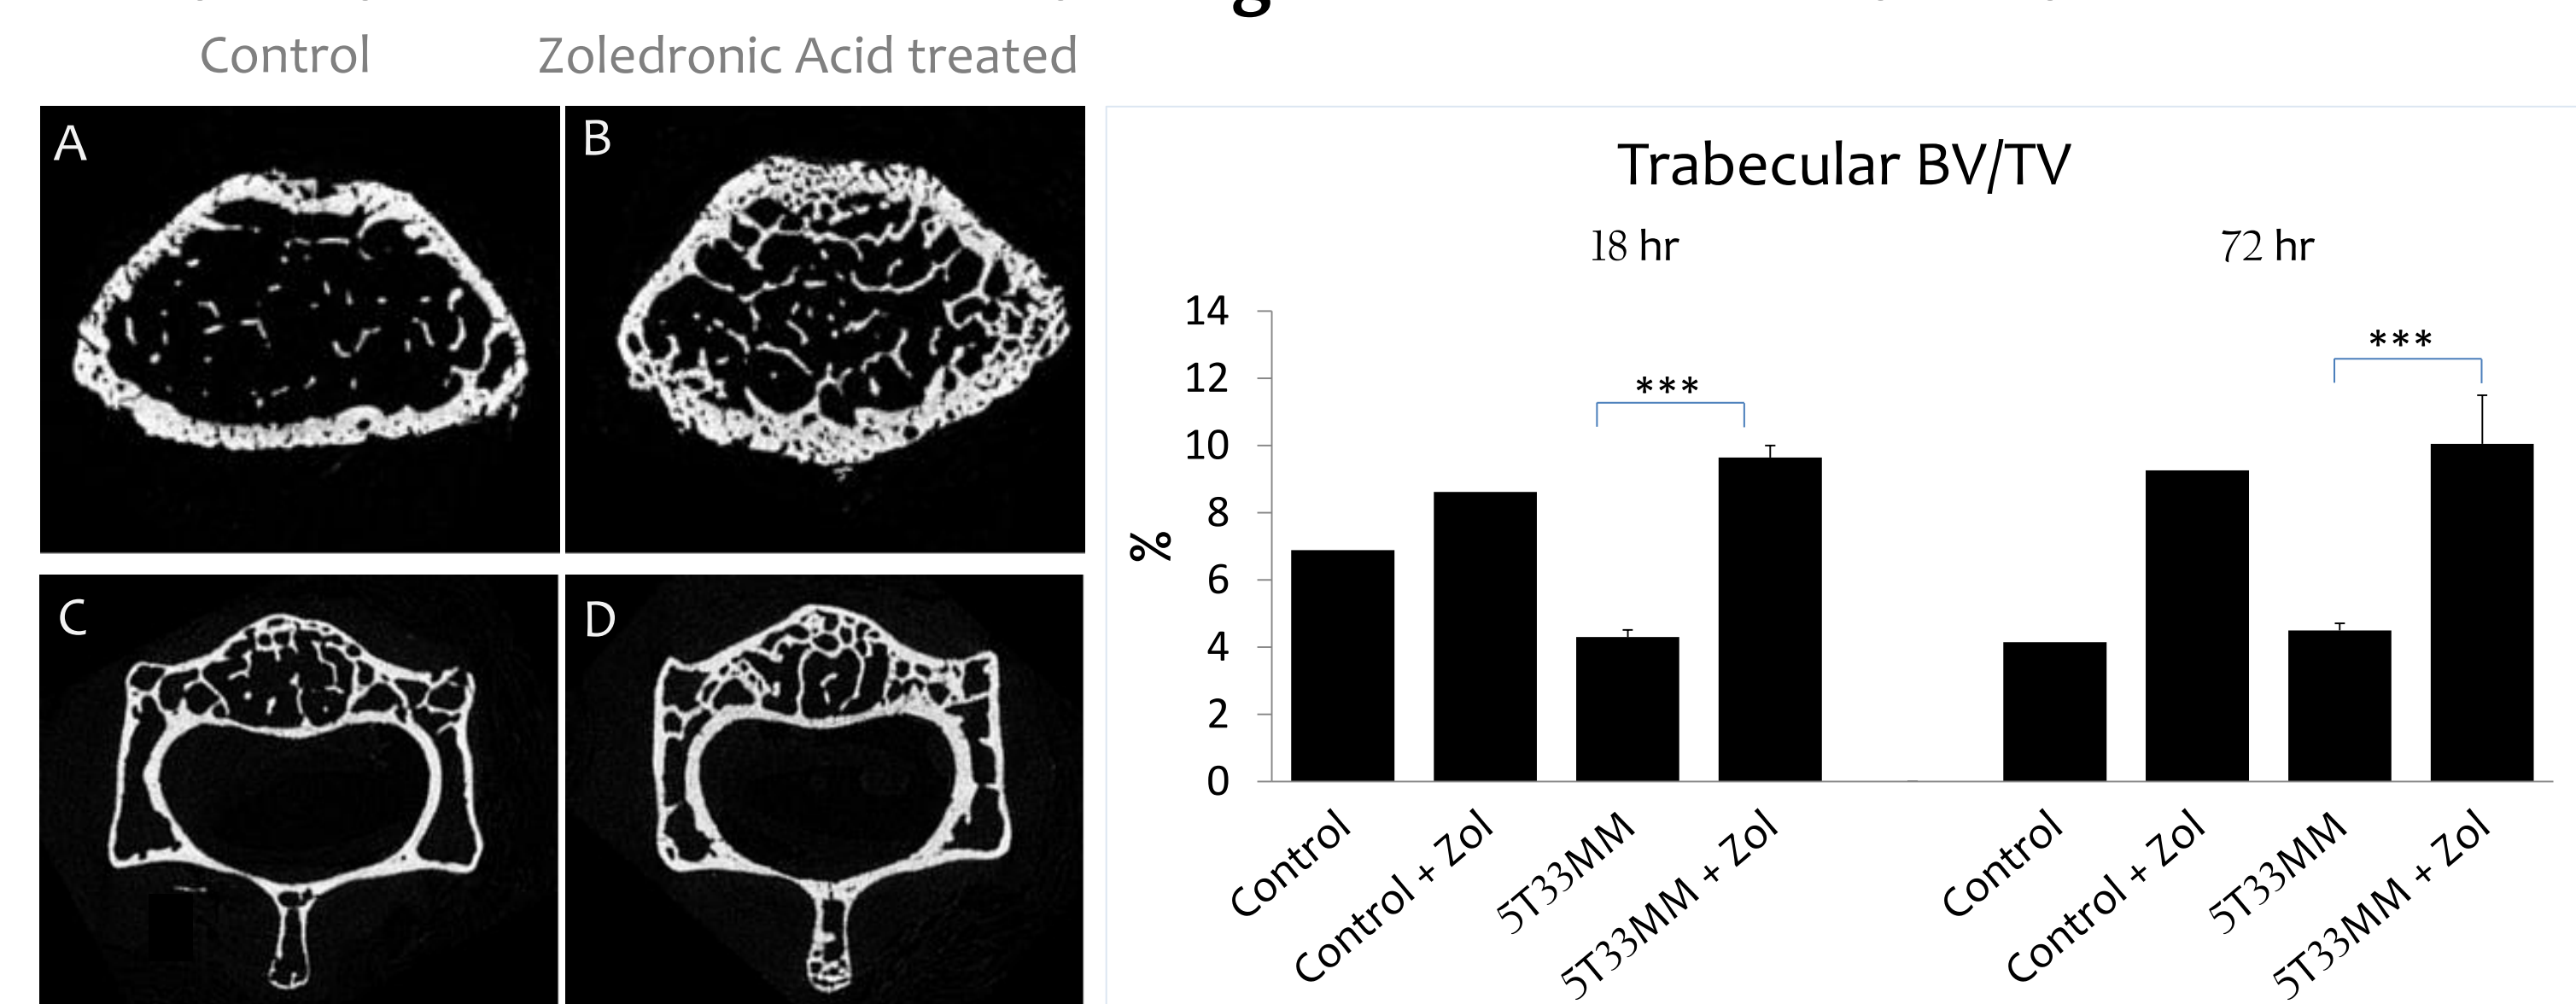 Control
Zoledronic Acid treated
A
B
C
D
Trabecular BV/TV
18 hr
72 hr
***
***
%
14
12
10
8
6
4
2
0
Control
Control + Zol
5T33MM
5T33MM + Zol
Control
Control + Zol
5T33MM
5T33MM + Zol